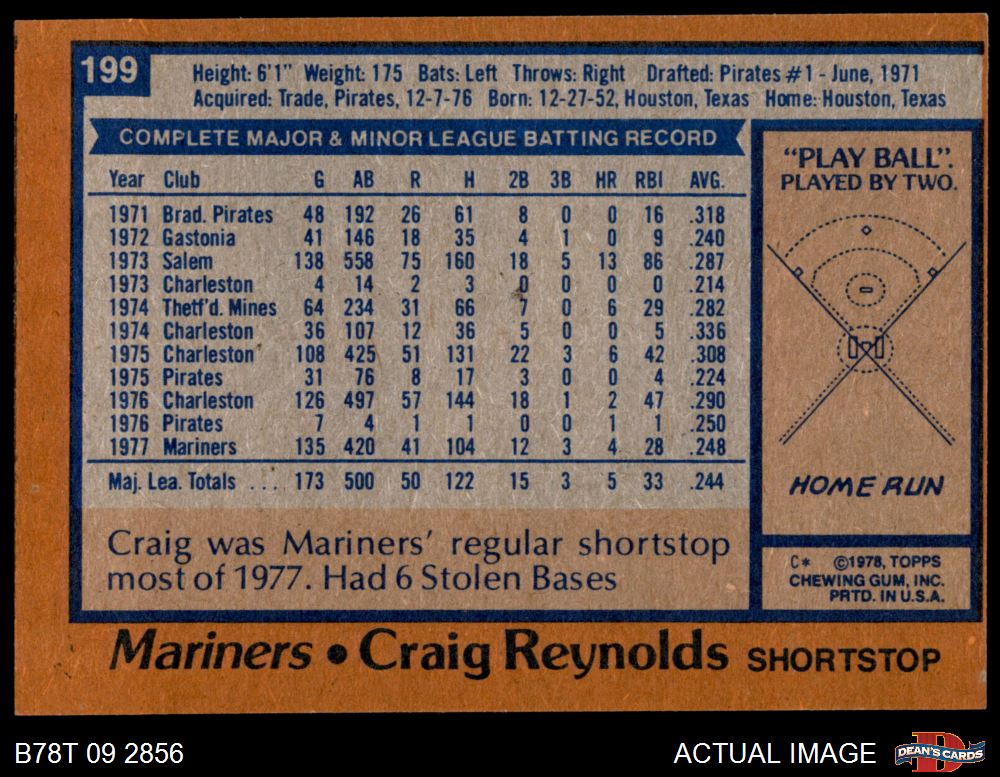 199
Height: 6'1" Weight: 175 Bats: Left Throws: Right Drafted: Pirates #1 - June, 1971
Acquired: Trade, Pirates, 12-7-76 Born: 12-27-52, Houston, Texas Home: Houston, Texas
COMPLETE MAJOR & MINOR LEAGUE BATTING RECORD
Year Club G AB R H 2B 3B HR RBI AVG.
1971 Brad. Pirates 48 192 26 61 8 0 0 16 .318
1972 Gastonia 41 146 18 35 4 1 0 9 .240
1973 Salem 138 558 75 160 18 5 13 86 .287
1973 Charleston 4 14 2 3 0 0 0 0 .214
1974 Thetf'd. Mines 64 234 31 66 7 0 6 29 .282
1974 Charleston 36 107 12 36 5 0 0 5 .336
1975 Charleston 108 425 51 131 22 3 6 42 .308
1975 Pirates 31 76 8 17 3 0 0 4 .224
1976 Charleston 126 497 57 144 18 1 2 47 .290
1976 Pirates 7 4 1 1 0 0 1 1 .250
1977 Mariners 135 420 41 104 12 3 4 28 .248
Maj. Lea. Totals ... 173 500 50 122 15 3 5 33 .244
Craig was Mariners' regular shortstop
most of 1977. Had 6 Stolen Bases
"PLAY BALL".
PLAYED BY TWO.
HOME RUN
C* ©1978, TOPPS
CHEWING GUM, INC.
PRTD. IN U.S.A.
Mariners • Craig Reynolds SHORTSTOP
B78T 09 2856
ACTUAL IMAGE
DEAN'S CARDS